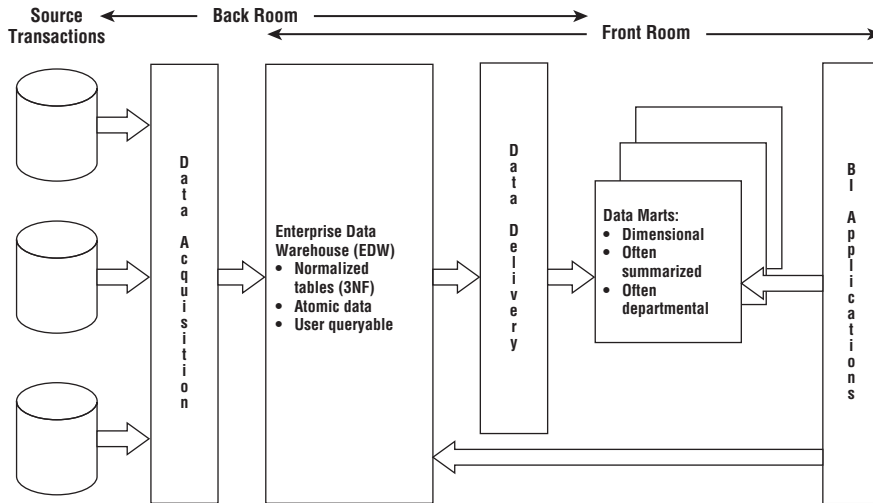 Source
Transactions
Back Room
Front Room
Data Acquisition
Enterprise Data
Warehouse (EDW)
• Normalized
tables (3NF)
• Atomic data
• User queryable
Data Delivery
Data Marts:
• Dimensional
• Often
summarized
• Often
departmental
BI Applications